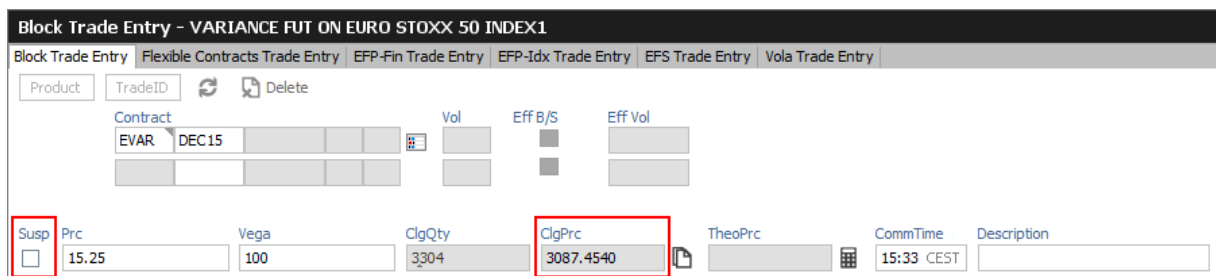 Block Trade Entry - VARIANCE FUT ON EURO STOXX 50 INDEX1
Block Trade Entry Flexible Contracts Trade Entry EFP-Fin Trade Entry EFP-Idx Trade Entry EFS Trade Entry Vola Trade Entry
Product TradeID Delete
Contract Vol Eff B/S Eff Vol
EVAR DEC15
Susp Prc Vega ClgQty ClgPrc TheoPrc CommTime Description
15.25 100 3304 3087.4540 15:33 CEST